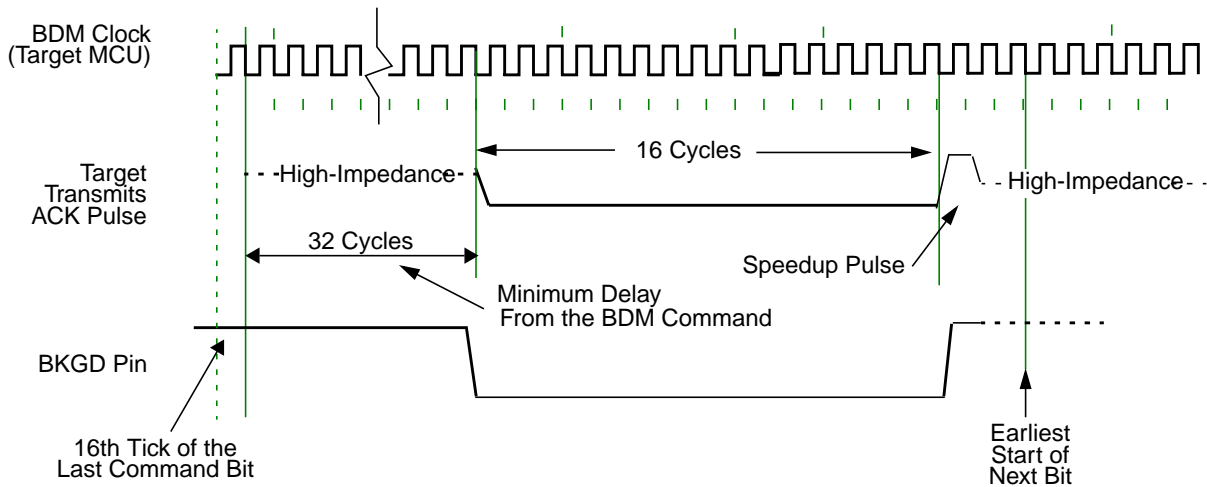 BDM Clock
(Target MCU)
16 Cycles
Target
Transmits
ACK Pulse
High-Impedance
High-Impedance
32 Cycles
Speedup Pulse
Minimum Delay
From the BDM Command
BKGD Pin
16th Tick of the
Last Command Bit
Earliest
Start of
Next Bit